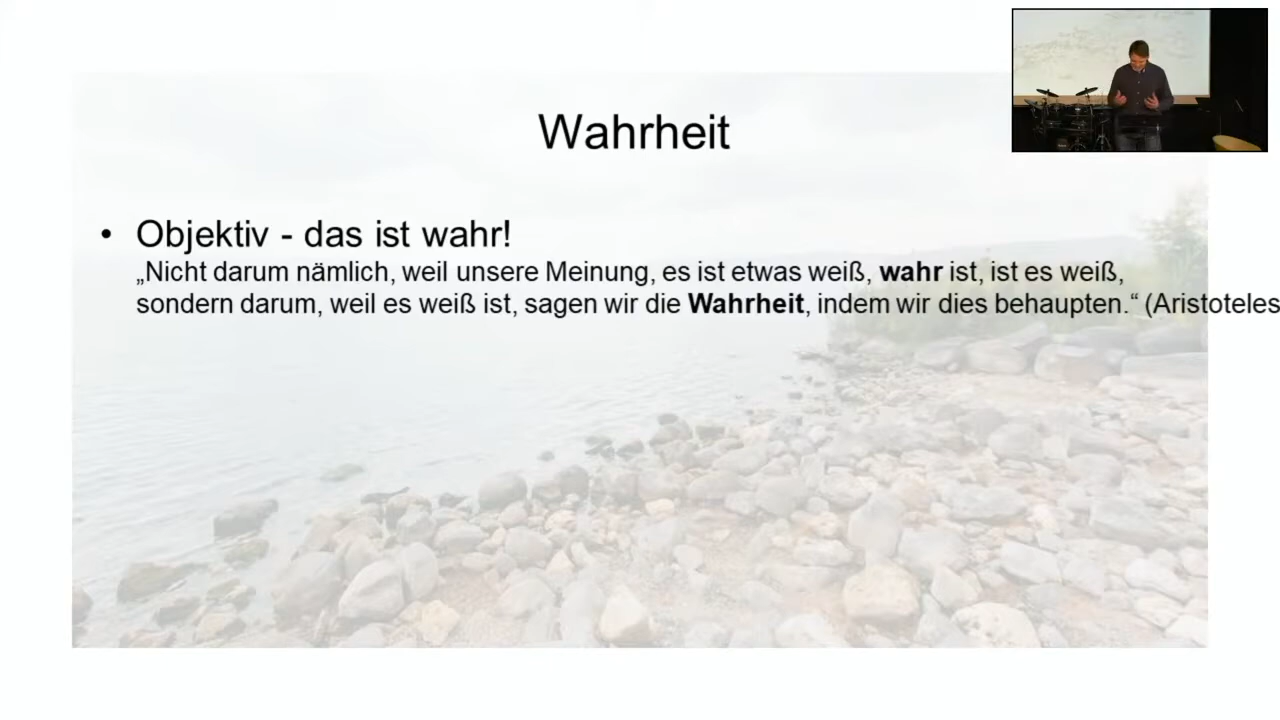 Wahrheit
• Objektiv - das ist wahr!
„Nicht darum nämlich, weil unsere Meinung, es ist etwas weiß, wahr ist, ist es weiß,
sondern darum, weil es weiß ist, sagen wir die Wahrheit, indem wir dies behaupten.“ (Aristoteles